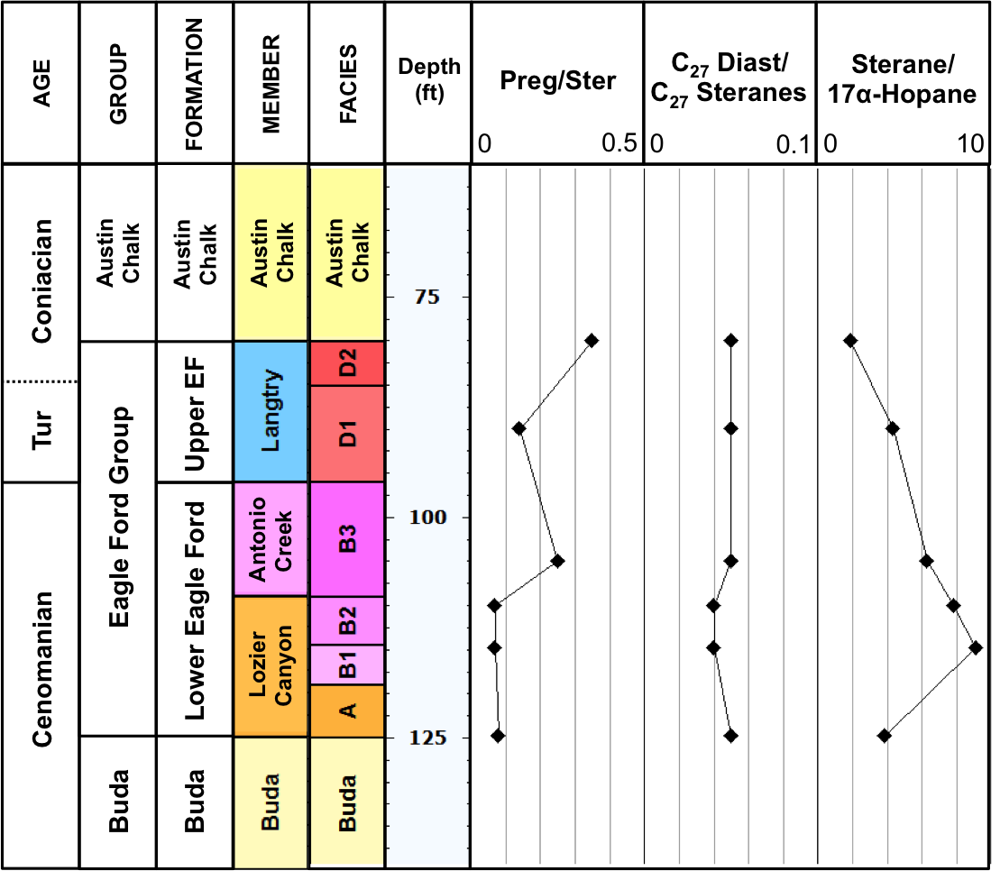 AGE
GROUP
FORMATION
MEMBER
FACIES
Depth
(ft)
Preg/Ster
0 0.5
C27 Diast/
C27 Steranes
0 0.1
Sterane/
17α-Hopane
0 10
Coniacian
Tur
Cenomanian
Austin
Chalk
Eagle Ford Group
Buda
Austin
Chalk
Upper EF
Lower Eagle Ford
Buda
Austin
Chalk
Langtry
Antonio
Creek
Lozier
Canyon
Buda
Austin
Chalk
D2
D1
B3
B2
B1
A
Buda
75
100
125